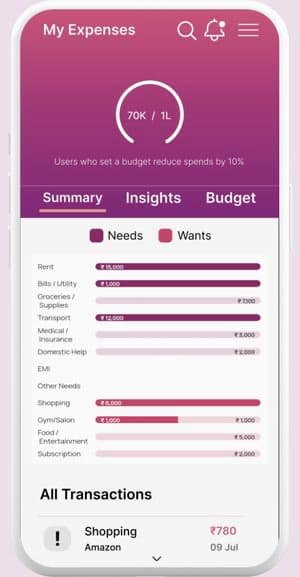 My Expenses
70K / 1L
Users who set a budget reduce spends by 10%
Summary Insights Budget
Needs Wants
Rent ₹ 15,000
Bills / Utility ₹ 1,000
Groceries /
Supplies ₹ 7,100
Transport ₹ 12,000
Medical /
Insurance ₹ 3,000
Domestic Help ₹ 2,000
EMI
Other Needs
Shopping ₹ 6,000
Gym/Salon ₹ 1,000 ₹ 1,000
Food /
Entertainment ₹ 5,000
Subscription ₹ 2,000
All Transactions
! Shopping ₹780
Amazon 09 Jul